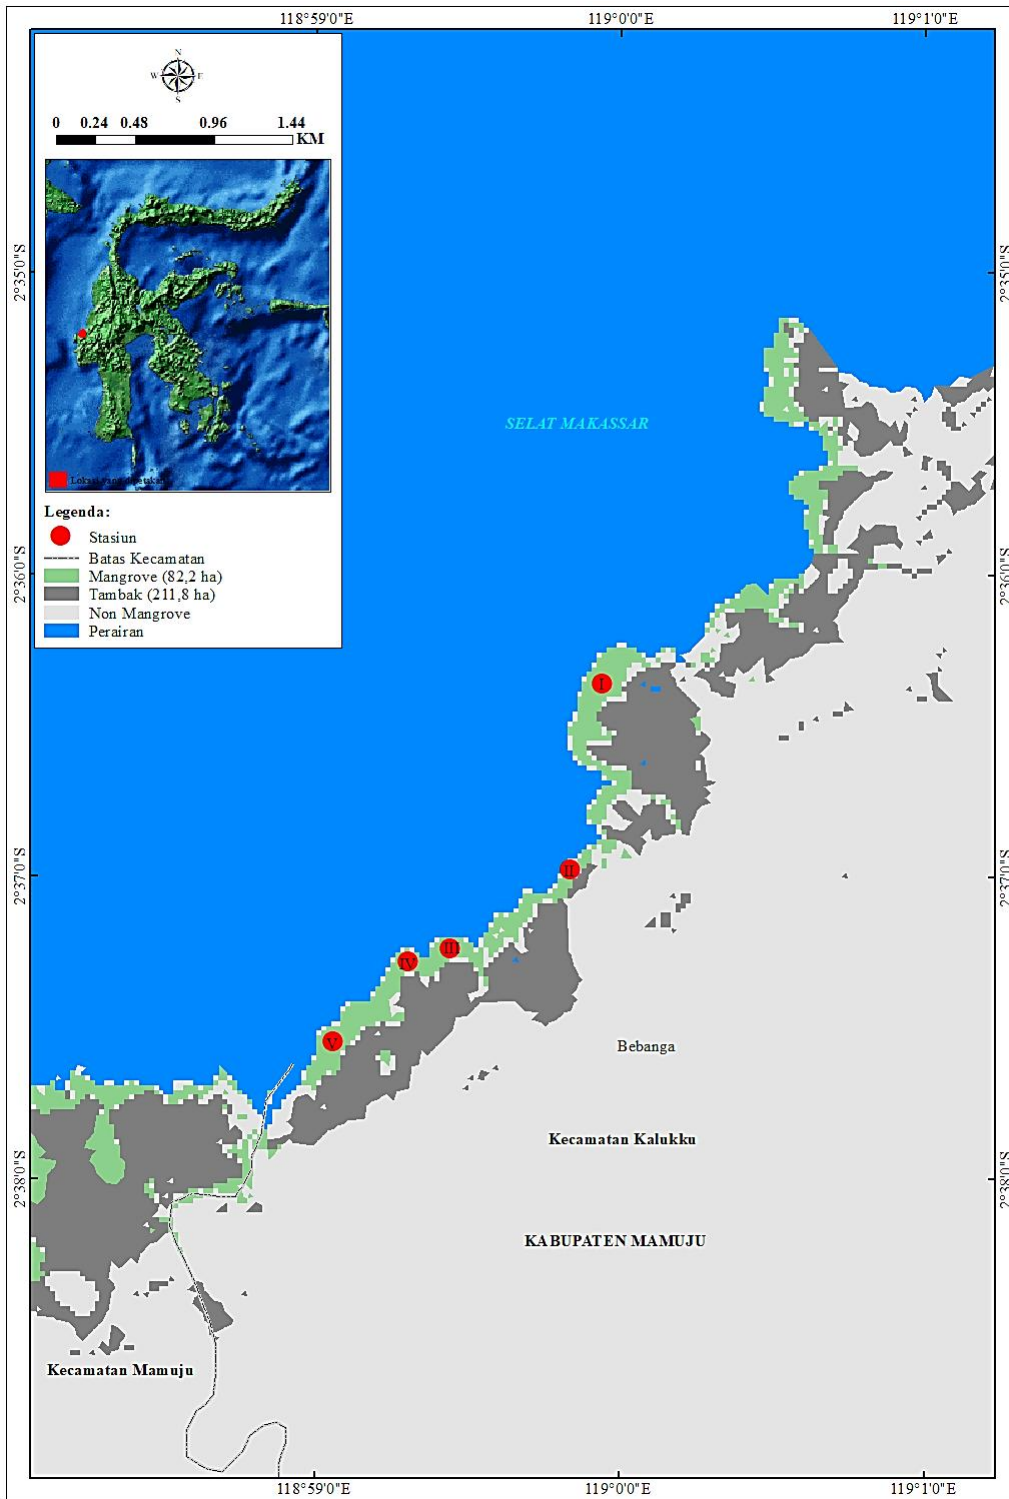 118°59'0"E 119°0'0"E 119°1'0"E
N
W E
S
0 0.24 0.48 0.96 1.44
KM
Lokasi yang dipetakan
Legenda:
Stasiun
Batas Kecamatan
Mangrove (82,2 ha)
Tambak (211,8 ha)
Non Mangrove
Perairan
2°35'0"S 2°35'0"S
SELAT MAKASSAR
2°36'0"S 2°36'0"S
I
2°37'0"S 2°37'0"S
II
III
IV
V
Bebanga
Kecamatan Kalukku
2°38'0"S 2°38'0"S
KABUPATEN MAMUJU
Kecamatan Mamuju
118°59'0"E 119°0'0"E 119°1'0"E